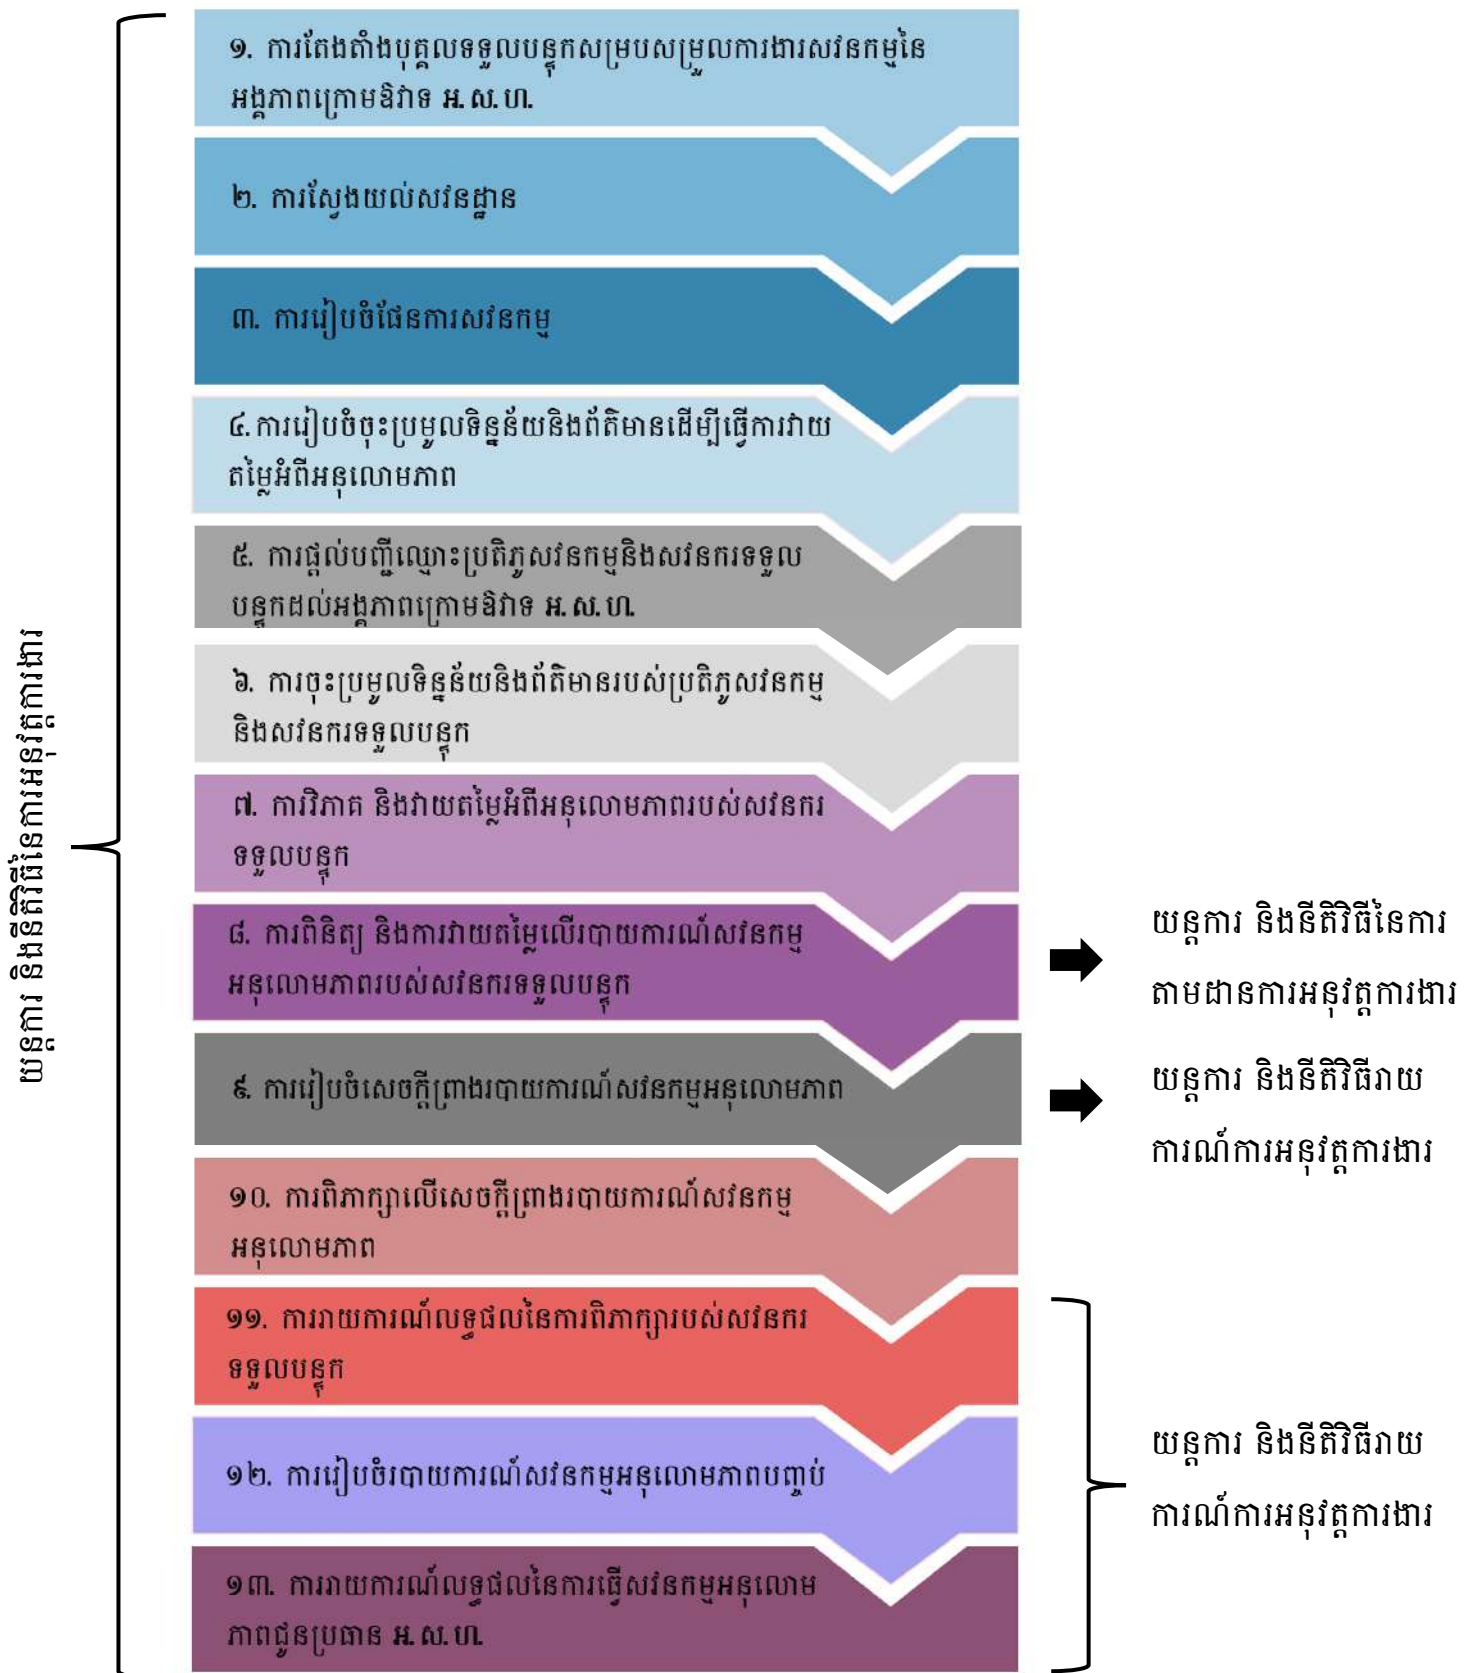 យន្តការ និងនីតិវិធីនៃការអនុវត្តការងារ
១. ការតែងតាំងបុគ្គលទទួលបន្ទុកសម្របសម្រួលការងារសវនកម្មនៃ
អង្គភាពក្រោមឱវាទ អ.ស.ហ.
២. ការស្វែងយល់សវនដ្ឋាន
៣. ការរៀបចំផែនការសវនកម្ម
៤. ការរៀបចំចុះប្រមូលទិន្នន័យនិងព័ត៌មានដើម្បីធ្វើការវាយ
តម្លៃអំពីអនុលោមភាព
៥. ការផ្តល់បញ្ជីឈ្មោះប្រតិភូសវនកម្មនិងសវនករទទួល
បន្ទុកដល់អង្គភាពក្រោមឱវាទ អ.ស.ហ.
៦. ការចុះប្រមូលទិន្នន័យនិងព័ត៌មានរបស់ប្រតិភូសវនកម្ម
និងសវនករទទួលបន្ទុក
៧. ការវិភាគ និងវាយតម្លៃអំពីអនុលោមភាពរបស់សវនករ
ទទួលបន្ទុក
៨. ការពិនិត្យ និងការវាយតម្លៃលើរបាយការណ៍សវនកម្ម
អនុលោមភាពរបស់សវនករទទួលបន្ទុក
យន្តការ និងនីតិវិធីនៃការ
តាមដានការអនុវត្តការងារ
៩. ការរៀបចំសេចក្តីព្រាងរបាយការណ៍សវនកម្មអនុលោមភាព
យន្តការ និងនីតិវិធីរាយ
ការណ៍ការអនុវត្តការងារ
១០. ការពិភាក្សាលើសេចក្តីព្រាងរបាយការណ៍សវនកម្ម
អនុលោមភាព
១១. ការរាយការណ៍លទ្ធផលនៃការពិភាក្សារបស់សវនករ
ទទួលបន្ទុក
១២. ការរៀបចំរបាយការណ៍សវនកម្មអនុលោមភាពបញ្ចប់
១៣. ការរាយការណ៍លទ្ធផលនៃការធ្វើសវនកម្មអនុលោម
ភាពជូនប្រធាន អ.ស.ហ.
យន្តការ និងនីតិវិធីរាយ
ការណ៍ការអនុវត្តការងារ